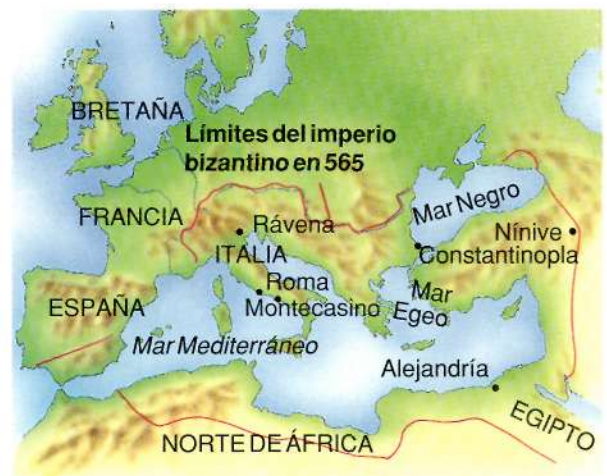 BRETAÑA
Límites del imperio
bizantino en 565
FRANCIA
Mar Negro
Rávena
Nínive
ITALIA
Constantinopla
Roma
Mar
Egeo
ESPAÑA
Montecasino
Mar Mediterráneo
Alejandría
EGIPTO
NORTE DE ÁFRICA